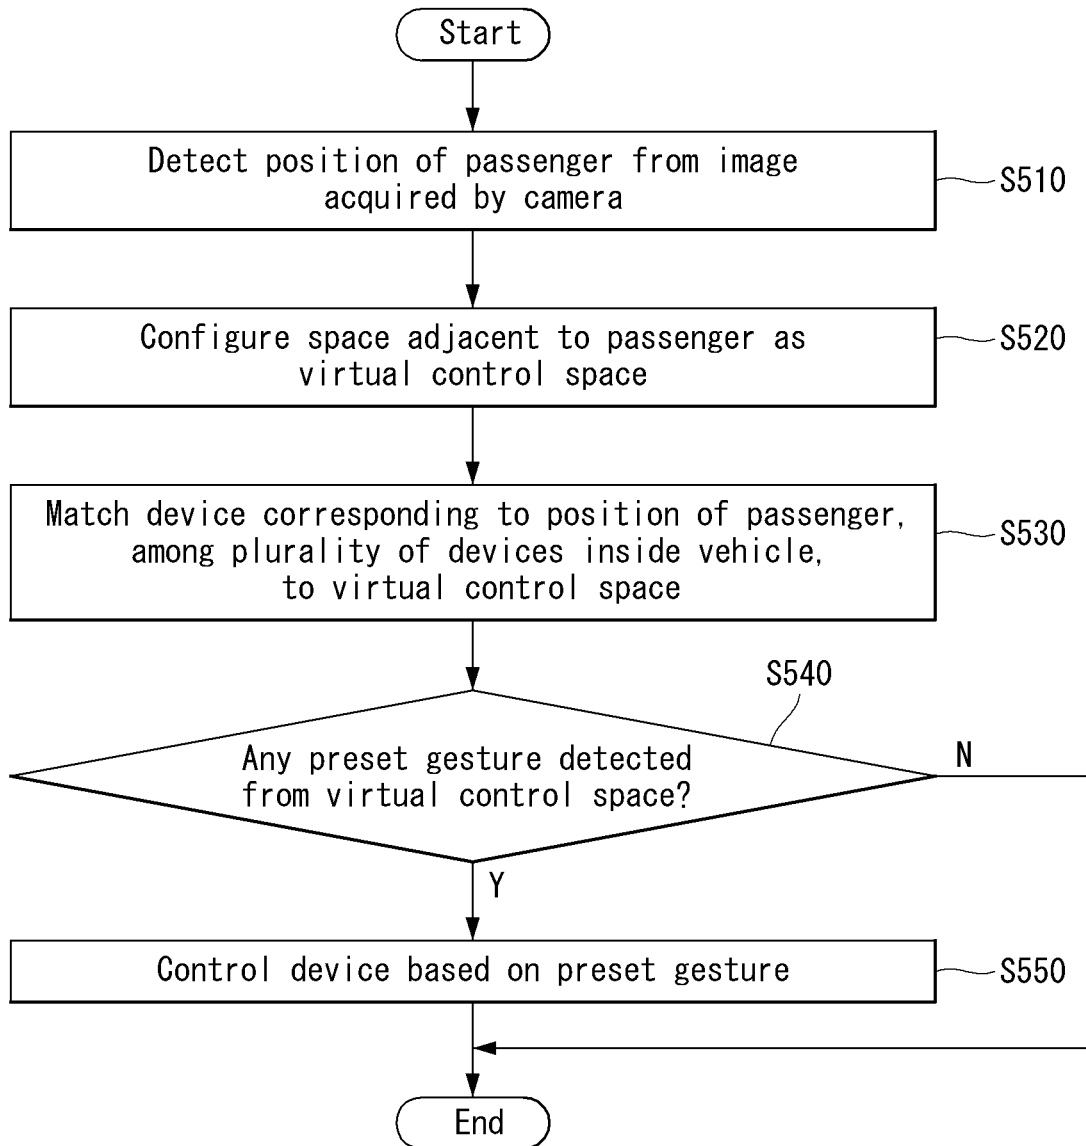 Start
Detect position of passenger from image
acquired by camera
S510
Configure space adjacent to passenger as
virtual control space
S520
Match device corresponding to position of passenger,
among plurality of devices inside vehicle,
to virtual control space
S530
S540
Any preset gesture detected
from virtual control space?
N
Y
Control device based on preset gesture
S550
End